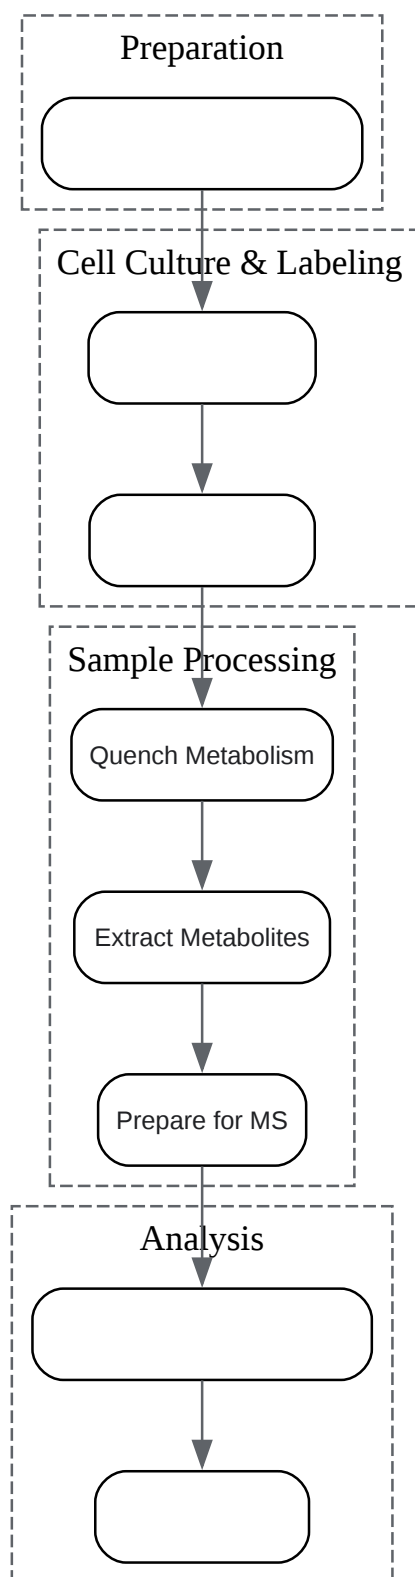 Preparation
Cell Culture & Labeling
Sample Processing
Quench Metabolism
Extract Metabolites
Prepare for MS
Analysis